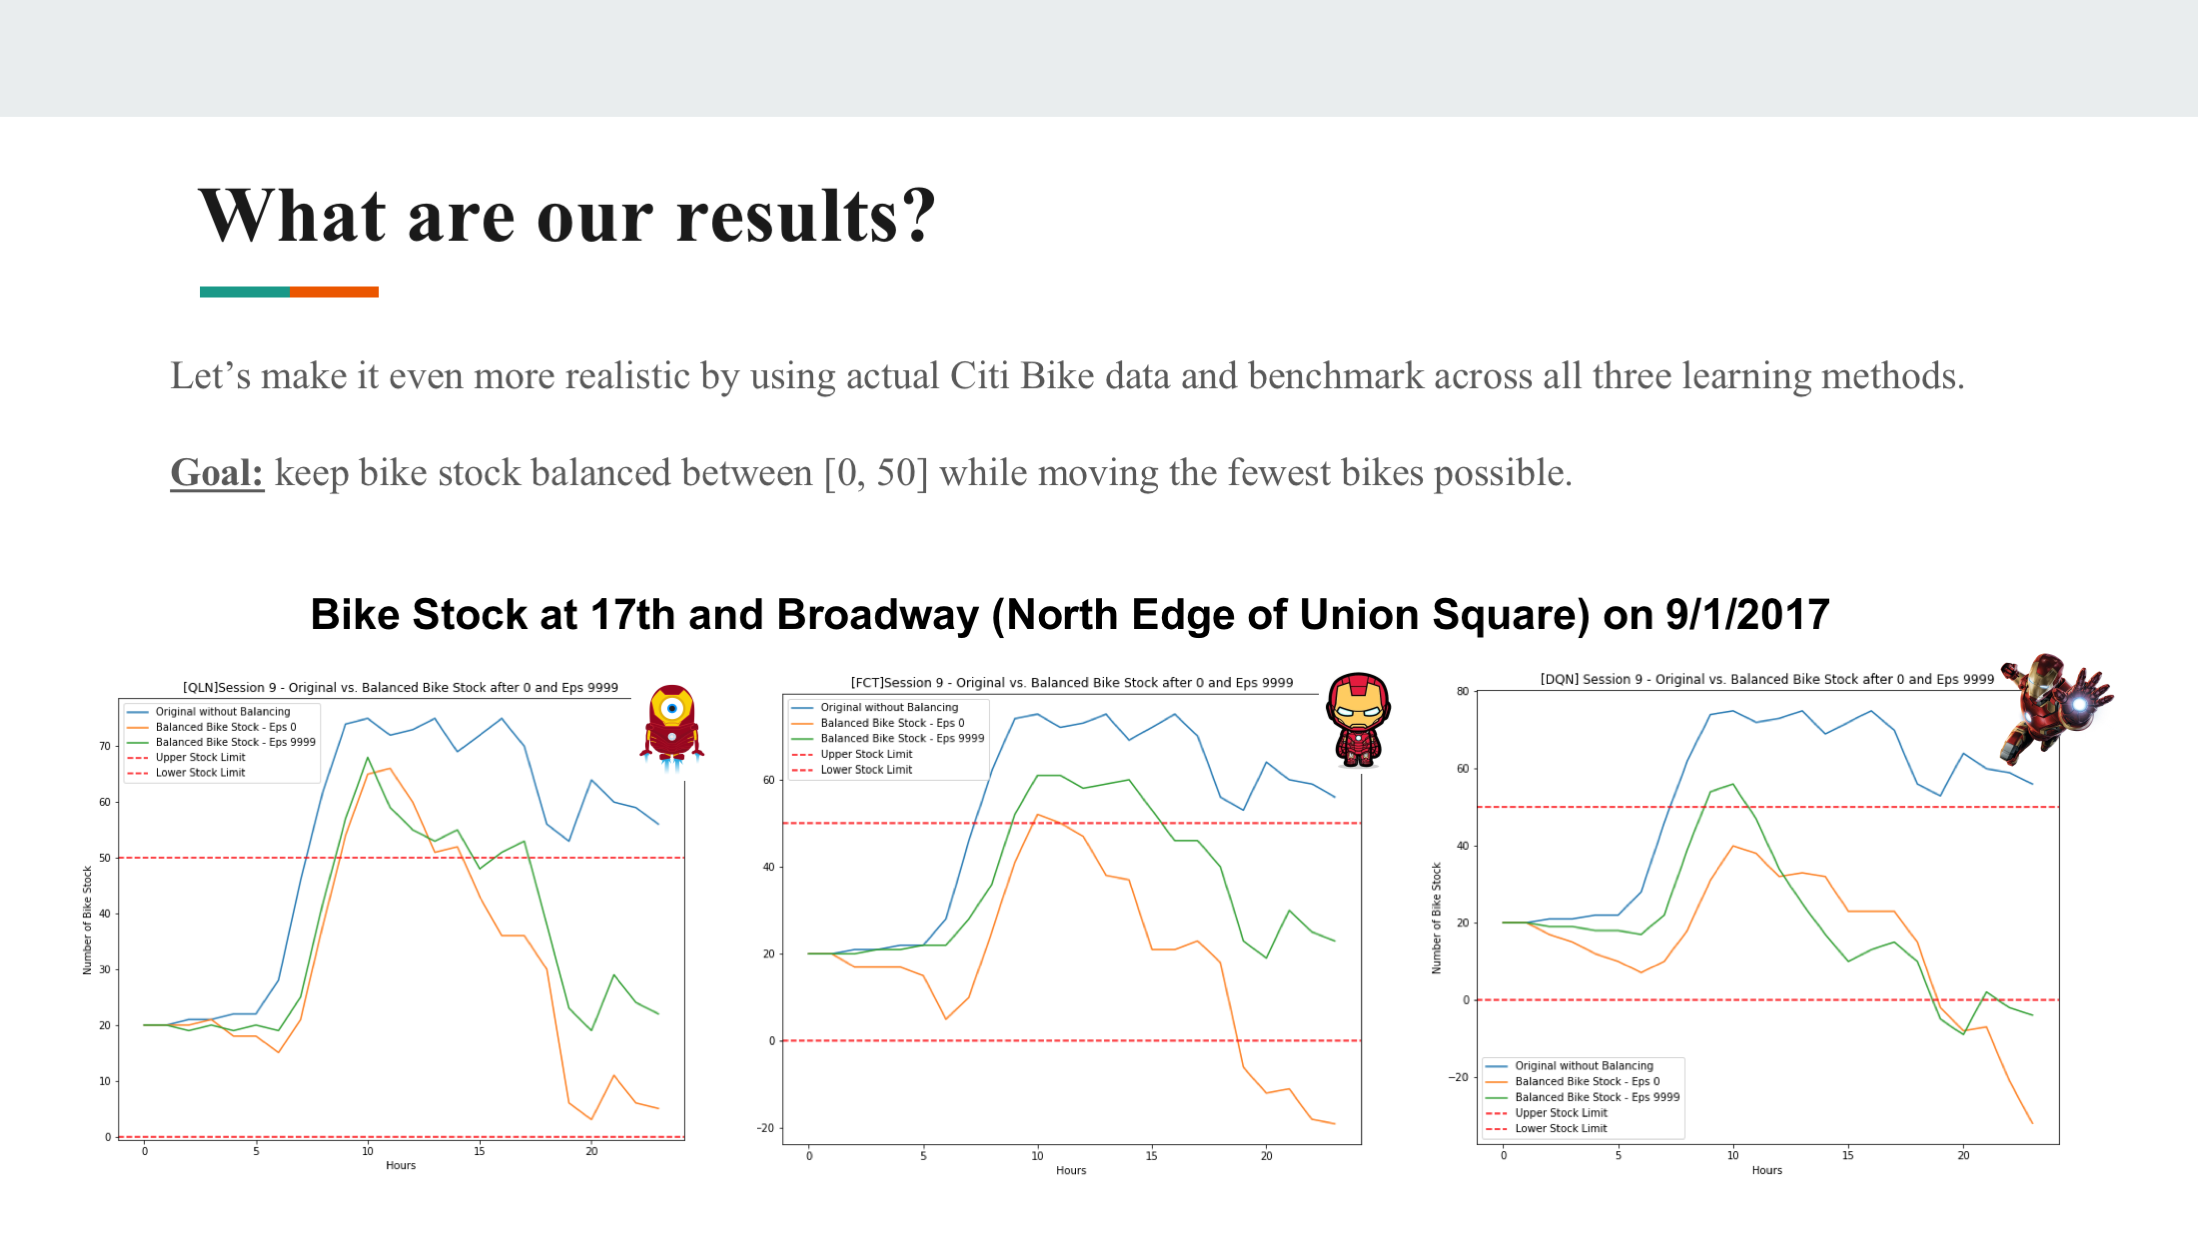 What are our results?
Let’s make it even more realistic by using actual Citi Bike data and benchmark across all three learning methods.
Goal: keep bike stock balanced between [0, 50] while moving the fewest bikes possible.
Bike Stock at 17th and Broadway (North Edge of Union Square) on 9/1/2017
[QLN]Session 9 - Original vs. Balanced Bike Stock after 0 and Eps 9999
Original without Balancing
Balanced Bike Stock - Eps 0
Balanced Bike Stock - Eps 9999
Upper Stock Limit
Lower Stock Limit
Number of Bike Stock
70
60
50
40
30
20
10
0
0 5 10 15 20
Hours
[FCT]Session 9 - Original vs. Balanced Bike Stock after 0 and Eps 9999
Original without Balancing
Balanced Bike Stock - Eps 0
Balanced Bike Stock - Eps 9999
Upper Stock Limit
Lower Stock Limit
60
40
20
0
−20
0 5 10 15 20
Hours
[DQN] Session 9 - Original vs. Balanced Bike Stock after 0 and Eps 9999
Number of Bike Stock
80
60
40
20
0
−20
Original without Balancing
Balanced Bike Stock - Eps 0
Balanced Bike Stock - Eps 9999
Upper Stock Limit
Lower Stock Limit
0 5 10 15 20
Hours